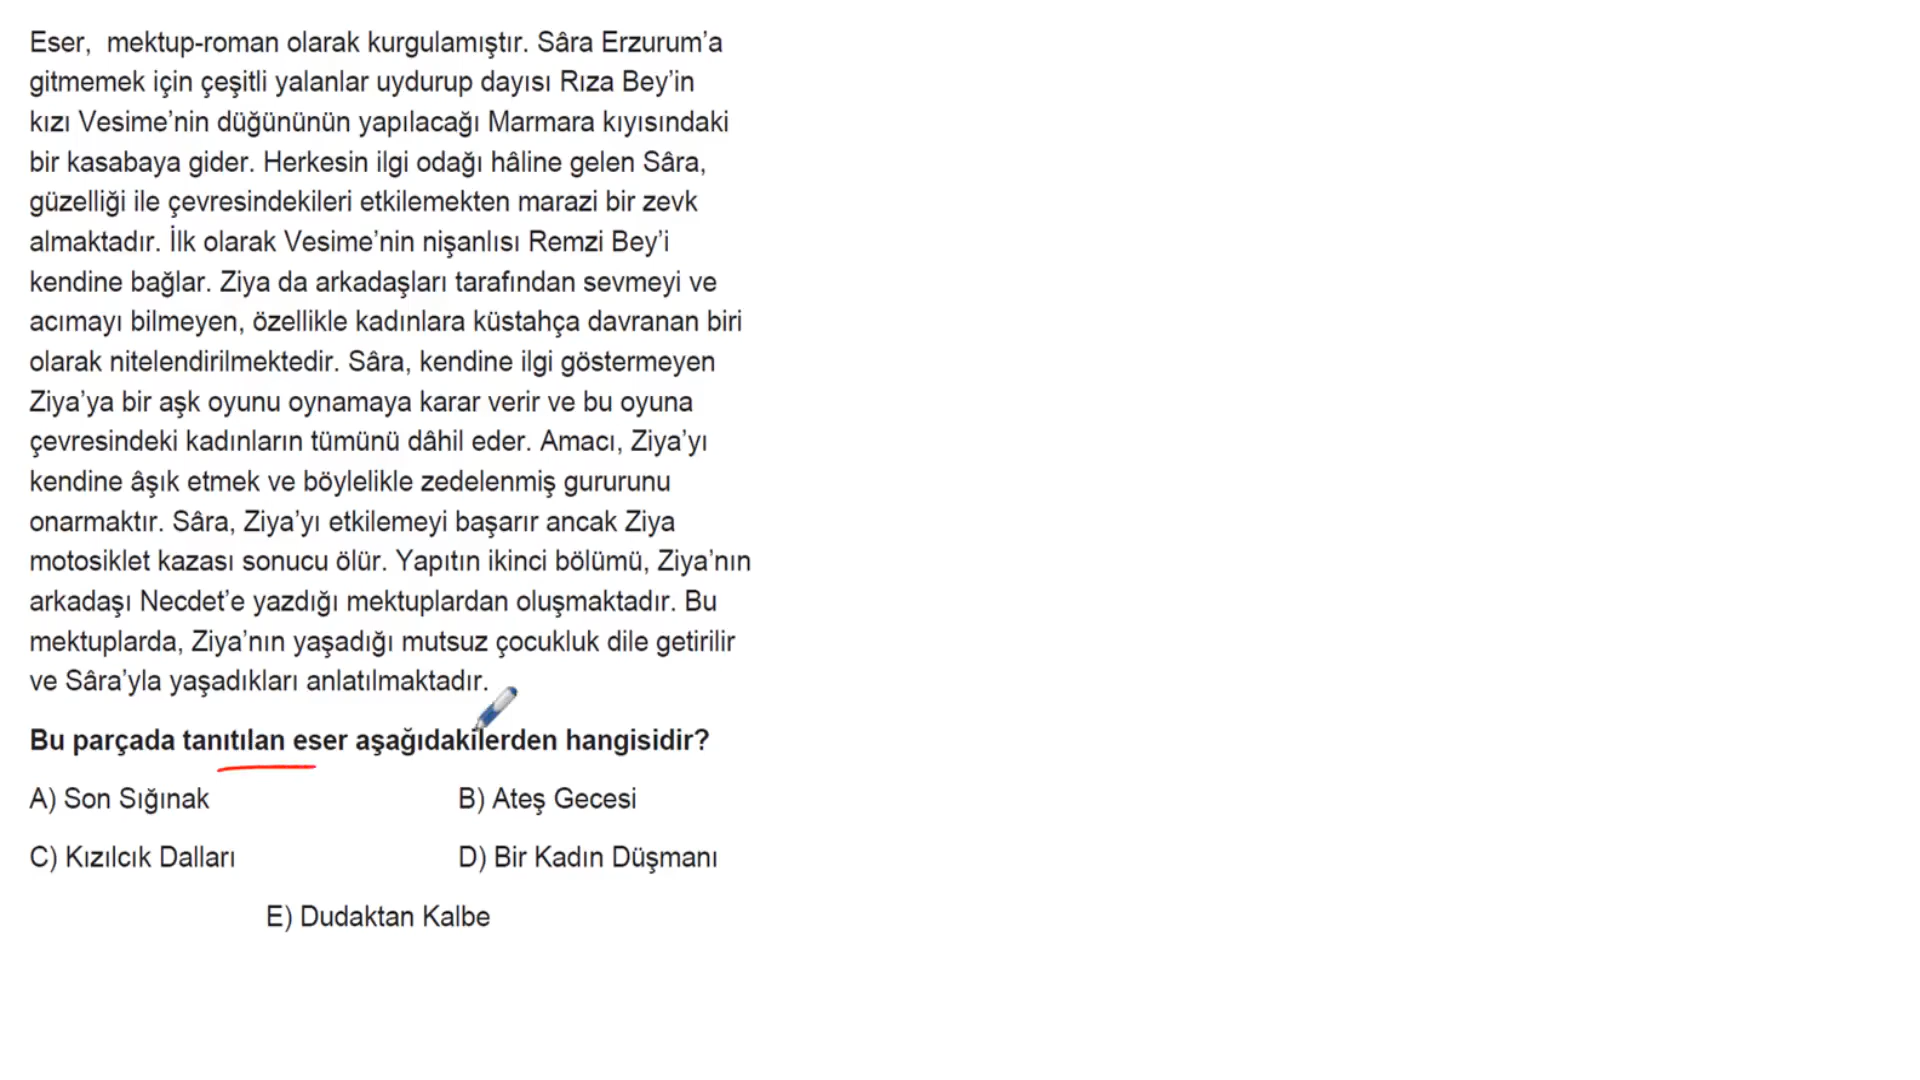 Eser, mektup-roman olarak kurgulamıştır. Sâra Erzurum’a
gitmemek için çeşitli yalanlar uydurup dayısı Rıza Bey’in
kızı Vesime’nin düğününün yapılacağı Marmara kıyısındaki
bir kasabaya gider. Herkesin ilgi odağı hâline gelen Sâra,
güzelliği ile çevresindekileri etkilemekten marazi bir zevk
almaktadır. İlk olarak Vesime’nin nişanlısı Remzi Bey’i
kendine bağlar. Ziya da arkadaşları tarafından sevmeyi ve
acımayı bilmeyen, özellikle kadınlara küstahça davranan biri
olarak nitelendirilmektedir. Sâra, kendine ilgi göstermeyen
Ziya’ya bir aşk oyunu oynamaya karar verir ve bu oyuna
çevresindeki kadınların tümünü dâhil eder. Amacı, Ziya’yı
kendine âşık etmek ve böylelikle zedelenmiş gururunu
onarmaktır. Sâra, Ziya’yı etkilemeyi başarır ancak Ziya
motosiklet kazası sonucu ölür. Yapıtın ikinci bölümü, Ziya’nın
arkadaşı Necdet’e yazdığı mektuplardan oluşmaktadır. Bu
mektuplarda, Ziya’nın yaşadığı mutsuz çocukluk dile getirilir
ve Sâra’yla yaşadıkları anlatılmaktadır.
Bu parçada tanıtılan eser aşağıdakilerden hangisidir?
A) Son Sığınak
B) Ateş Gecesi
C) Kızılcık Dalları
D) Bir Kadın Düşmanı
E) Dudaktan Kalbe